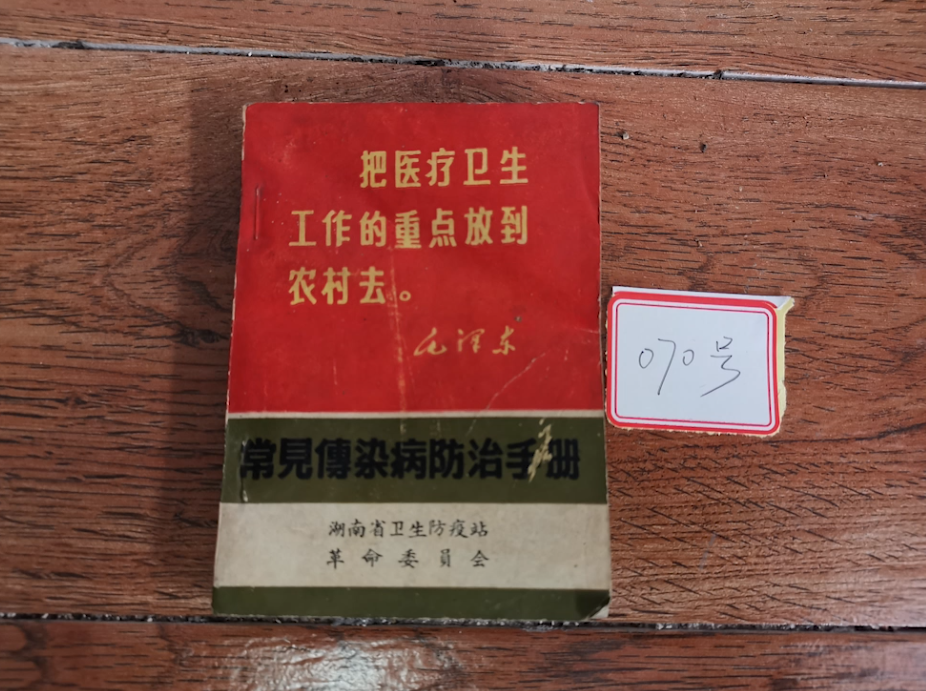 把医疗卫生
工作的重点放到
农村去。
毛泽东
常見傳染病防治手册
湖南省卫生防疫站
革命委員会
070号